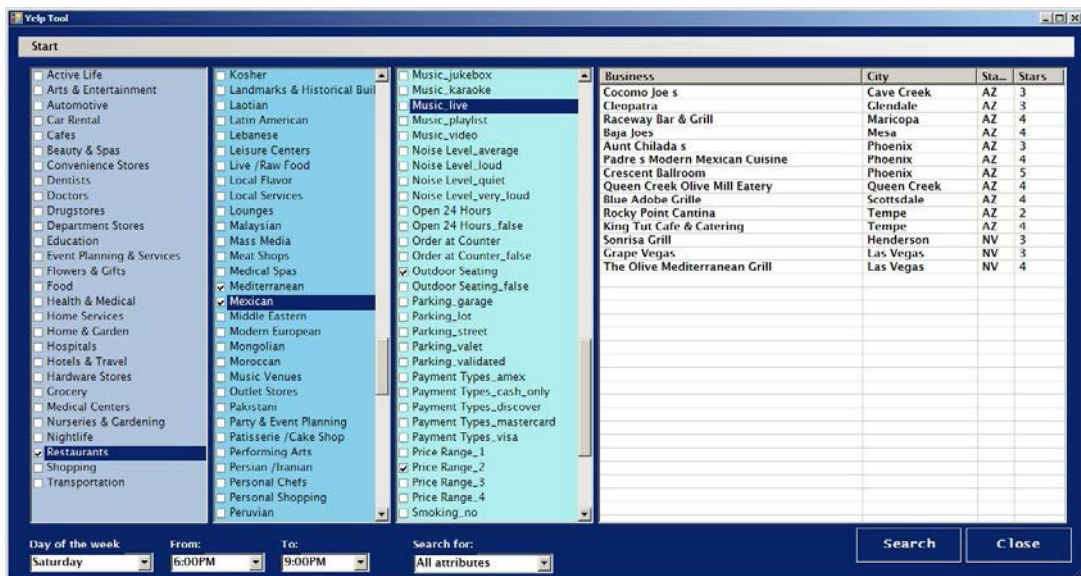 Yelp Tool
Start
Active Life
Arts & Entertainment
Automotive
Car Rental
Cafes
Beauty & Spas
Convenience Stores
Dentists
Doctors
Drugstores
Department Stores
Education
Event Planning & Services
Flowers & Gifts
Food
Health & Medical
Home Services
Home & Garden
Hospitals
Hotels & Travel
Hardware Stores
Grocery
Medical Centers
Nurseries & Gardening
Nightlife
Restaurants
Shopping
Transportation
Kosher
Landmarks & Historical Buil
Laotian
Latin American
Lebanese
Leisure Centers
Live /Raw Food
Local Flavor
Local Services
Lounges
Malaysian
Mass Media
Meat Shops
Medical Spas
Mediterranean
Mexican
Middle Eastern
Modern European
Mongolian
Moroccan
Music Venues
Outlet Stores
Pakistani
Party & Event Planning
Patisserie /Cake Shop
Performing Arts
Persian /Iranian
Personal Chefs
Personal Shopping
Peruvian
Music_jukebox
Music_karaoke
Music_live
Music_playlist
Music_video
Noise Level_average
Noise Level_loud
Noise Level_quiet
Noise Level_very_loud
Open 24 Hours
Open 24 Hours_false
Order at Counter
Order at Counter_false
Outdoor Seating
Outdoor Seating_false
Parking_garage
Parking_lot
Parking_street
Parking_valet
Parking_validated
Payment Types_amex
Payment Types_cash_only
Payment Types_discover
Payment Types_mastercard
Payment Types_visa
Price Range_1
Price Range_2
Price Range_3
Price Range_4
Smoking_no
Business City Sta... Stars
Cocomo Joe s Cave Creek AZ 3
Cleopatra Glendale AZ 3
Raceway Bar & Grill Maricopa AZ 4
Baja Joes Mesa AZ 4
Aunt Chilada s Phoenix AZ 3
Padre s Modern Mexican Cuisine Phoenix AZ 4
Crescent Ballroom Phoenix AZ 5
Queen Creek Olive Mill Eatery Queen Creek AZ 4
Blue Adobe Grille Scottsdale AZ 4
Rocky Point Cantina Tempe AZ 2
King Tut Cafe & Catering Tempe AZ 4
Sonrisa Grill Henderson NV 3
Grape Vegas Las Vegas NV 3
The Olive Mediterranean Grill Las Vegas NV 4
Day of the week From: To: Search for:
Saturday 6:00PM 9:00PM All attributes
Search Close